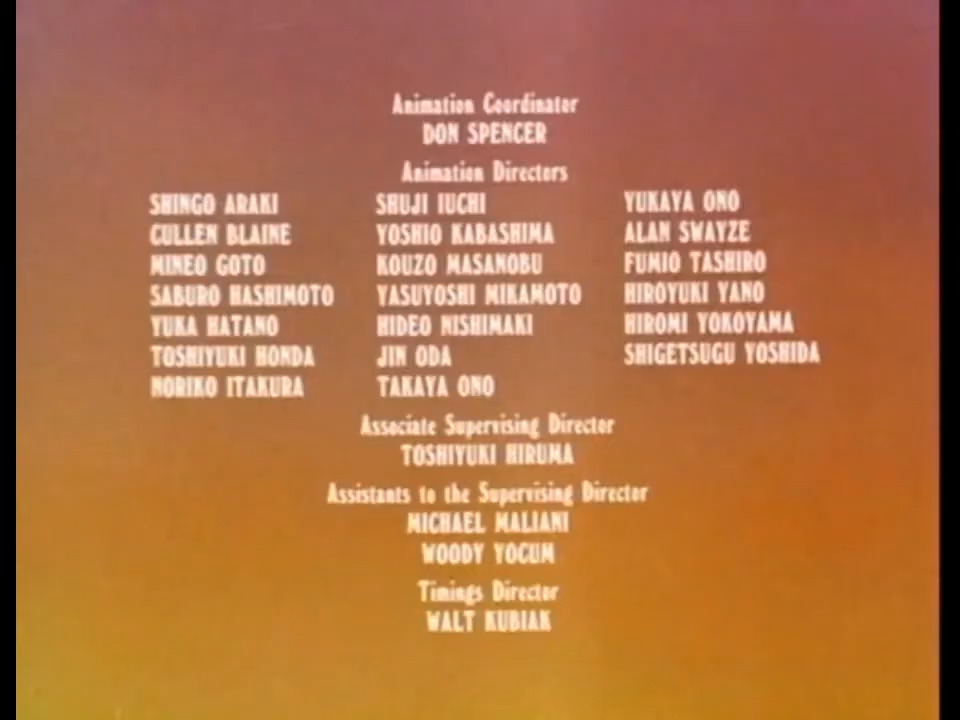 Animation Coordinator
DON SPENCER
Animation Directors
SHINGO ARAKI SHUJI IUCHI YUKAYA ONO
CULLEN BLAINE YOSHIO KABASHIMA ALAN SWAYZE
MINEO GOTO KOUZO MASANOBU FUMIO TASHIRO
SABURO HASHIMOTO YASUYOSHI MIKAMOTO HIROYUKI YANO
YUKA HATANO HIDEO NISHIMAKI HIROMI YOKOYAMA
TOSHIYUKI HONDA JIN ODA SHIGETSUGU YOSHIDA
NORIKO ITAKURA TAKAYA ONO
Associate Supervising Director
TOSHIYUKI HIRUMA
Assistants to the Supervising Director
MICHAEL MALIANI
WOODY YOCUM
Timings Director
WALT KUBIAK